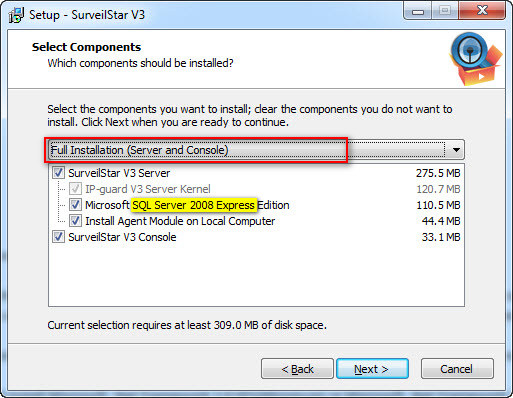 Setup - SurveilStar V3
Select Components
Which components should be installed?
Select the components you want to install; clear the components you do not want to
install. Click Next when you are ready to continue.
Full Installation (Server and Console)
SurveilStar V3 Server 275.5 MB
IP-guard V3 Server Kernel 120.7 MB
Microsoft SQL Server 2008 Express Edition 110.5 MB
Install Agent Module on Local Computer 44.4 MB
SurveilStar V3 Console 33.1 MB
Current selection requires at least 309.0 MB of disk space.
< Back Next > Cancel